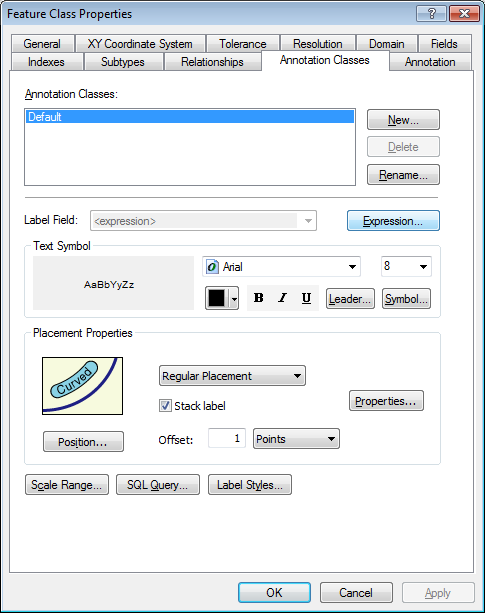 Feature Class Properties
General XY Coordinate System Tolerance Resolution Domain Fields
Indexes Subtypes Relationships Annotation Classes Annotation
Annotation Classes:
Default
New...
Delete
Rename...
Label Field: <expression> Expression...
Text Symbol
AaBbYyZz
Arial 8
B I U Leader... Symbol...
Placement Properties
Curved
Regular Placement
Stack label
Properties...
Position... Offset: 1 Points
Scale Range... SQL Query... Label Styles...
OK Cancel Apply